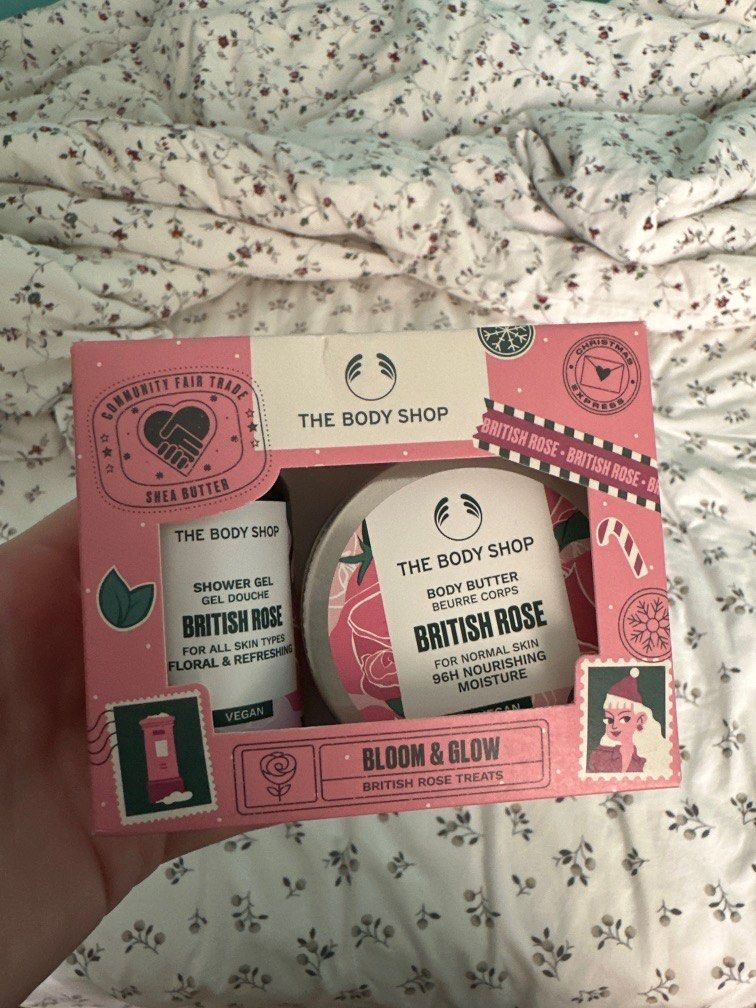 COMMUNITY FAIR TRADE
SHEA BUTTER
THE BODY SHOP
CHRISTMAS
EXPRESS
BRITISH ROSE • BRITISH ROSE •
THE BODY SHOP
SHOWER GEL
GEL DOUCHE
BRITISH ROSE
FOR ALL SKIN TYPES
FLORAL & REFRESHING
VEGAN
THE BODY SHOP
BODY BUTTER
BEURRE CORPS
BRITISH ROSE
FOR NORMAL SKIN
96H NOURISHING
MOISTURE
VEGAN
BLOOM & GLOW
BRITISH ROSE TREATS